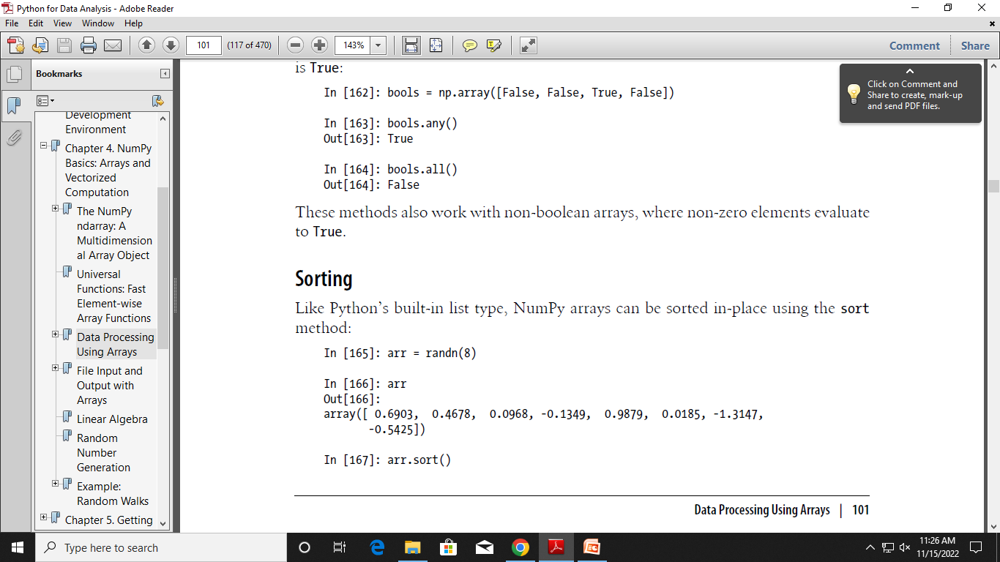 Python for Data Analysis - Adobe Reader
File Edit View Window Help
101 (117 of 470) 143% Comment Share
Bookmarks
Development
Environment
Chapter 4. NumPy
Basics: Arrays and
Vectorized
Computation
The NumPy
ndarray: A
Multidimension
al Array Object
Universal
Functions: Fast
Element-wise
Array Functions
Data Processing
Using Arrays
File Input and
Output with
Arrays
Linear Algebra
Random
Number
Generation
Example:
Random Walks
Chapter 5. Getting
is True:
In [162]: bools = np.array([False, False, True, False])
In [163]: bools.any()
Out[163]: True
In [164]: bools.all()
Out[164]: False
These methods also work with non-boolean arrays, where non-zero elements evaluate
to True.
Sorting
Like Python’s built-in list type, NumPy arrays can be sorted in-place using the sort
method:
In [165]: arr = randn(8)
In [166]: arr
Out[166]:
array([ 0.6903, 0.4678, 0.0968, -0.1349, 0.9879, 0.0185, -1.3147,
-0.5425])
In [167]: arr.sort()
Data Processing Using Arrays | 101
Click on Comment and
Share to create, mark-up
and send PDF files.
Type here to search
11:26 AM
11/15/2022